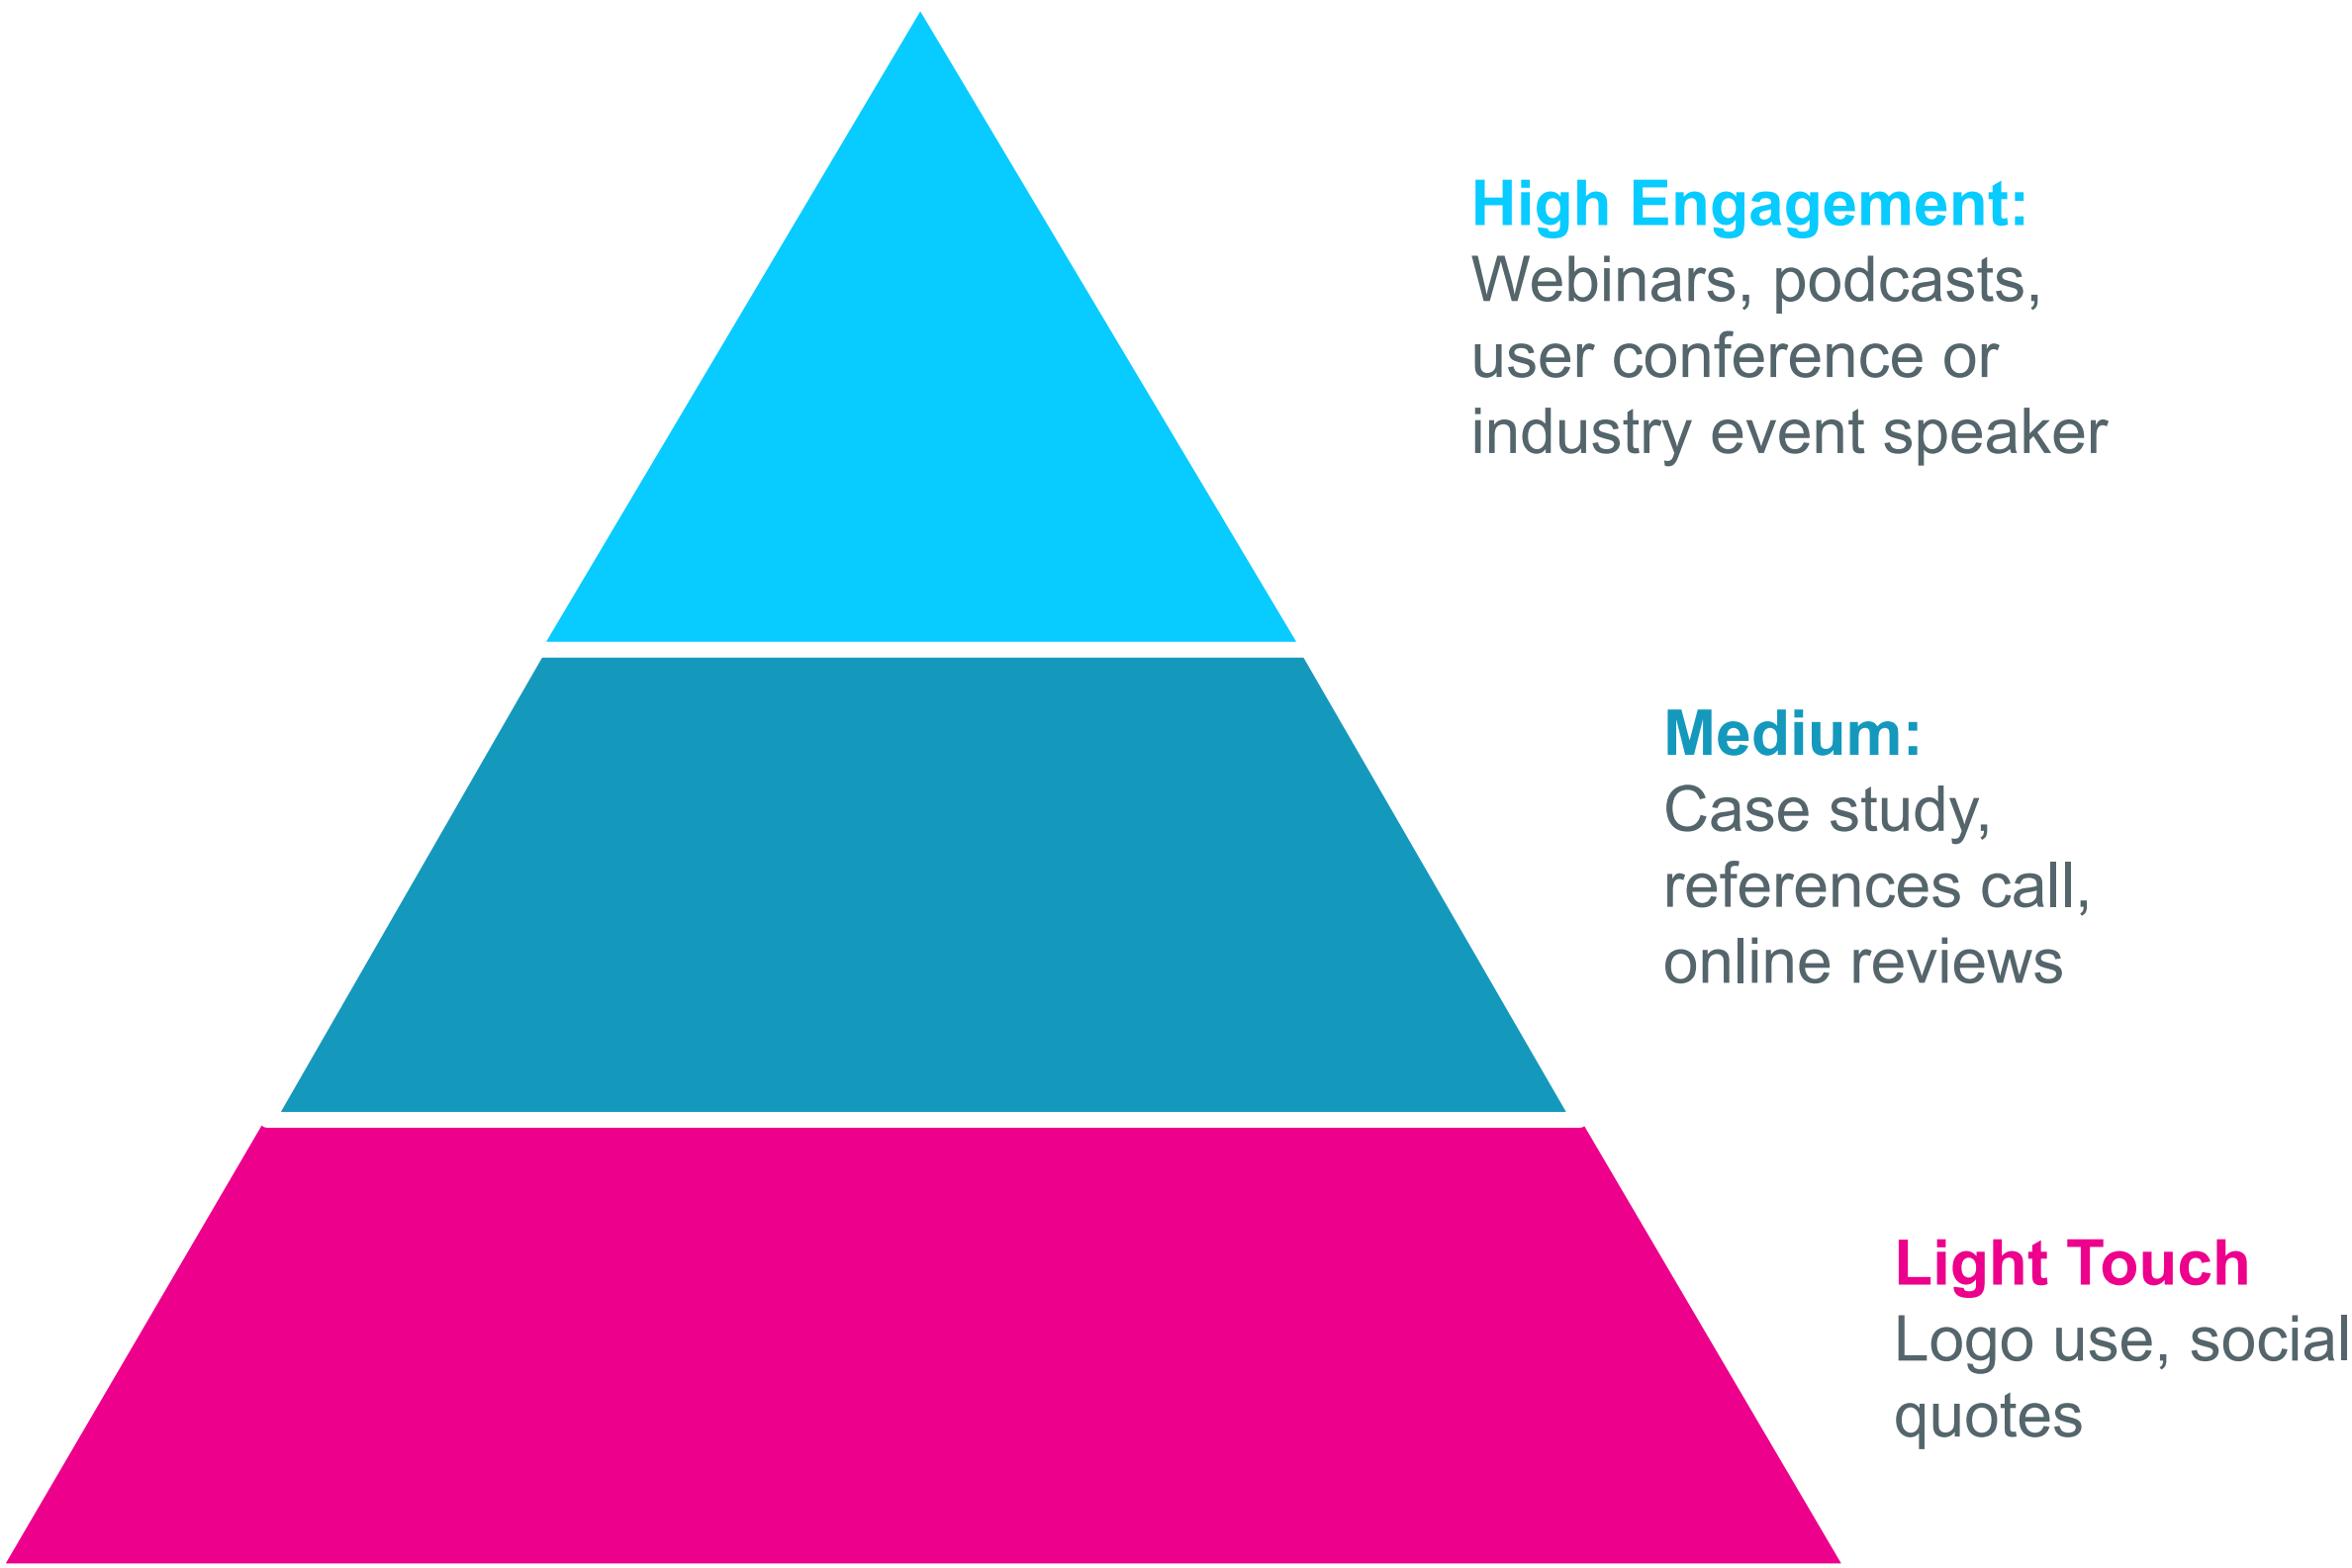 High Engagement:
Webinars, podcasts,
user conference or
industry event speaker
Medium:
Case study,
references call,
online reviews
Light Touch
Logo use, social
quotes